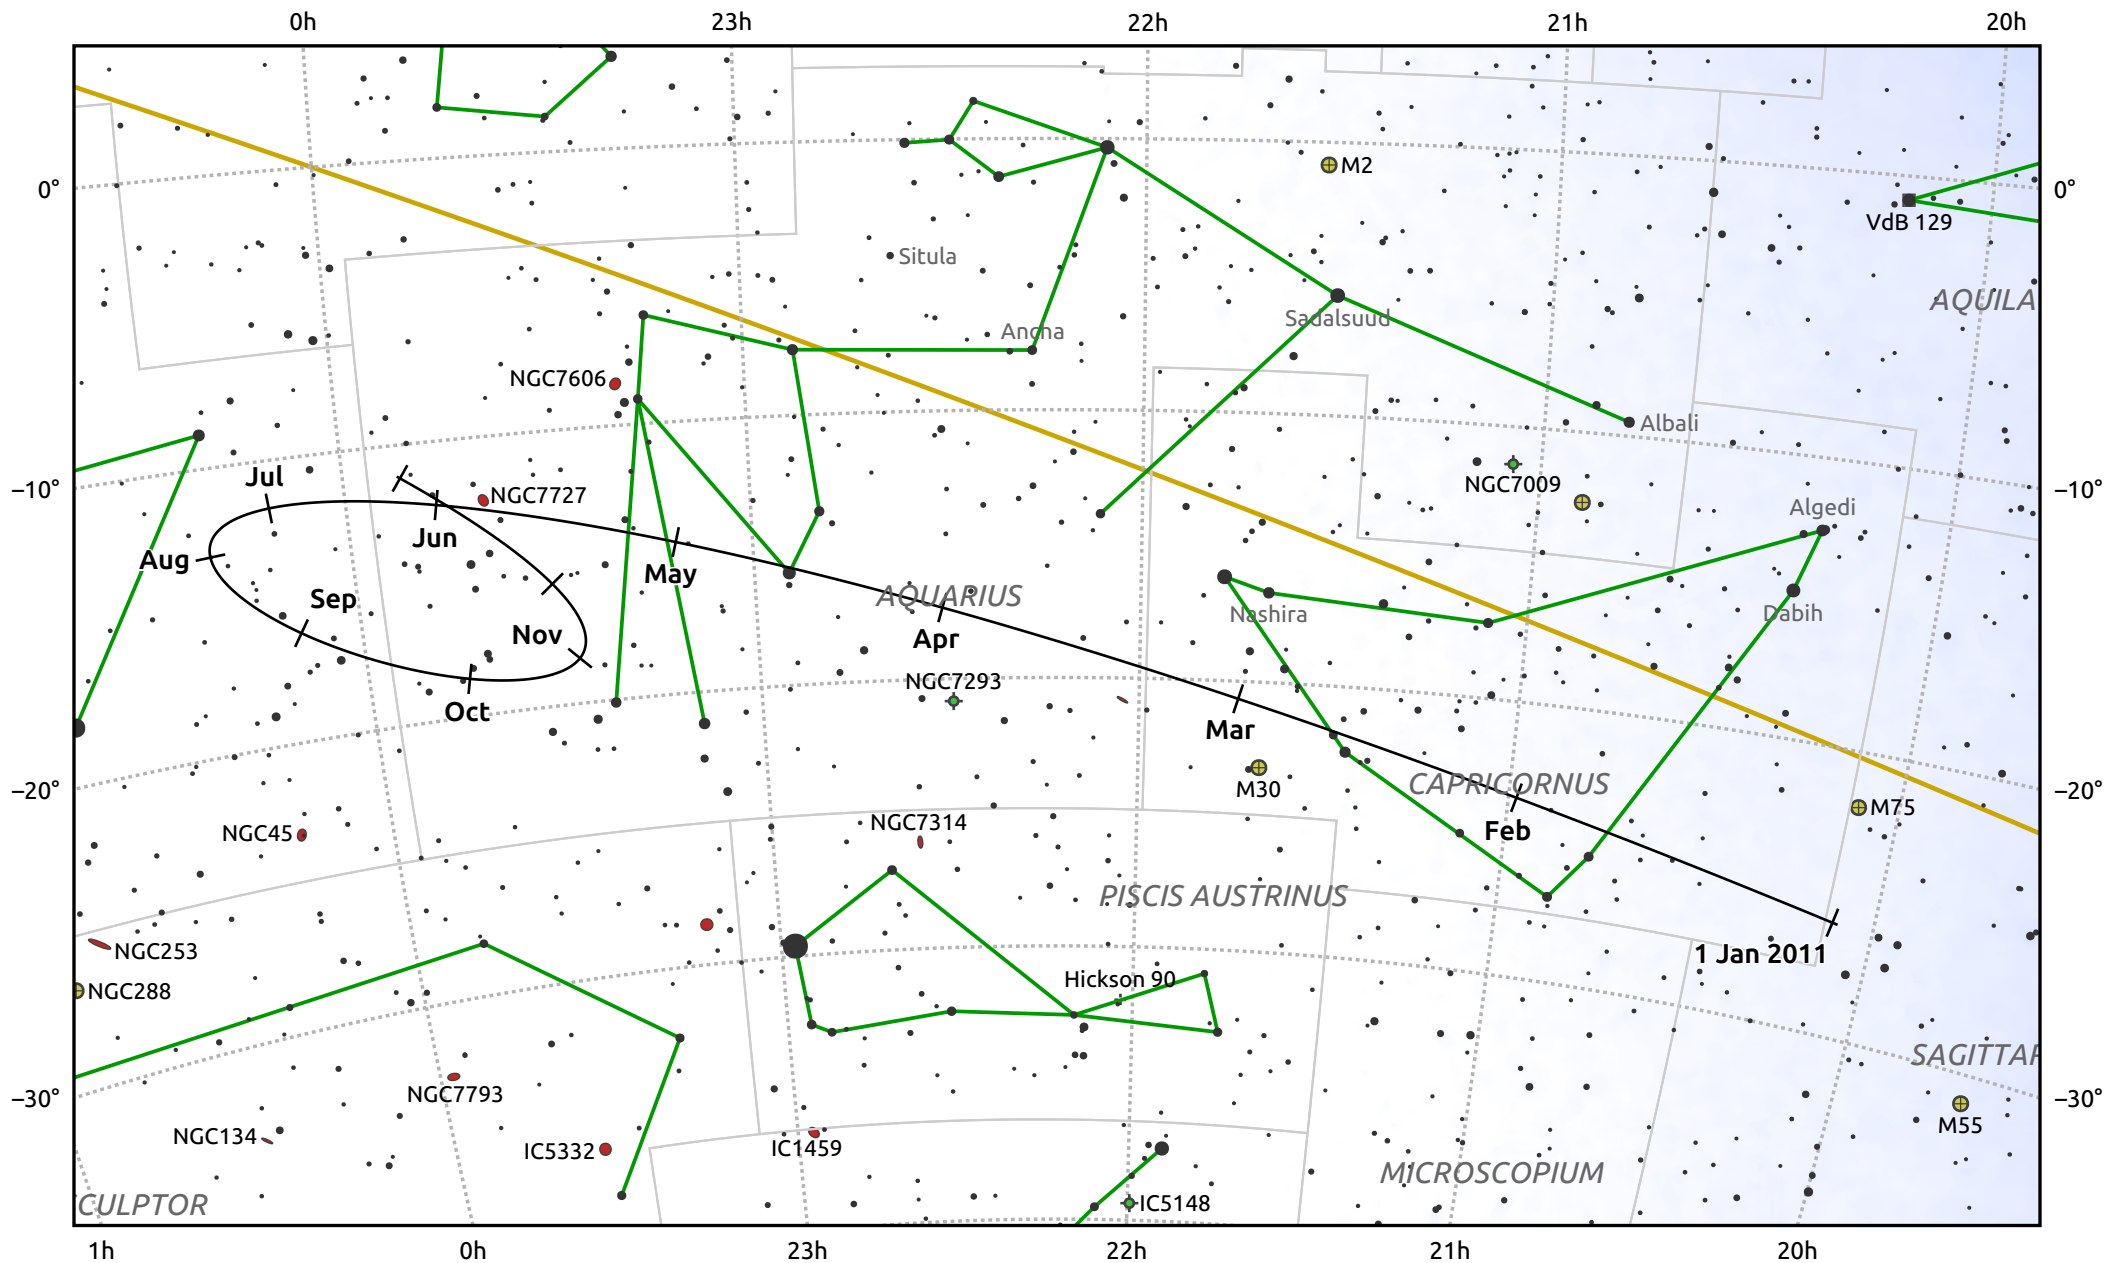 0h 23h 22h 21h 20h
M2
0° 0°
VdB 129
Situla
AQUILA
Sadalsuud
Ancha
NGC7606
Albali
Jul
NGC7727
NGC7009
−10° −10°
Algedi
Jun
Aug
May
Sep
AQUARIUS
Nashira
Dabih
Nov
Apr
NGC7293
Oct
Mar
CAPRICORNUS
M30
−20° −20°
M75
NGC7314
Feb
NGC45
PISCIS AUSTRINUS
NGC253
1 Jan 2011
Hickson 90
NGC288
SAGITTAR
NGC7793
−30° −30°
M55
NGC134
IC5332
IC1459
MICROSCOPIUM
CULPTOR
IC5148
1h 0h 23h 22h 21h 20h